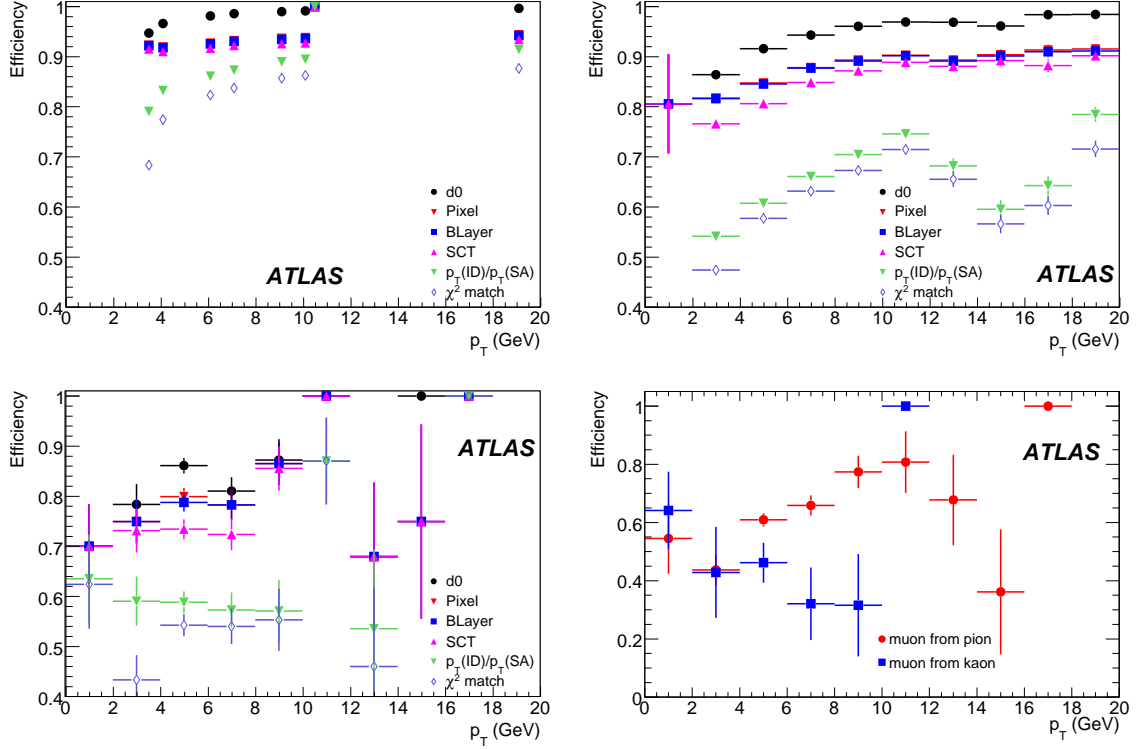 Efficiency
1
0.9
0.8
0.7
0.6
0.5
0.4
d0
Pixel
BLayer
SCT
p_T(ID)/p_T(SA)
χ² match
ATLAS
0 2 4 6 8 10 12 14 16 18 20
p_T (GeV)
Efficiency
1
0.9
0.8
0.7
0.6
0.5
0.4
d0
Pixel
BLayer
SCT
p_T(ID)/p_T(SA)
χ² match
ATLAS
0 2 4 6 8 10 12 14 16 18 20
p_T (GeV)
Efficiency
1
0.9
0.8
0.7
0.6
0.5
0.4
ATLAS
d0
Pixel
BLayer
SCT
p_T(ID)/p_T(SA)
χ² match
0 2 4 6 8 10 12 14 16 18 20
p_T (GeV)
Efficiency
1
0.8
0.6
0.4
0.2
0
ATLAS
muon from pion
muon from kaon
0 2 4 6 8 10 12 14 16 18 20
p_T (GeV)